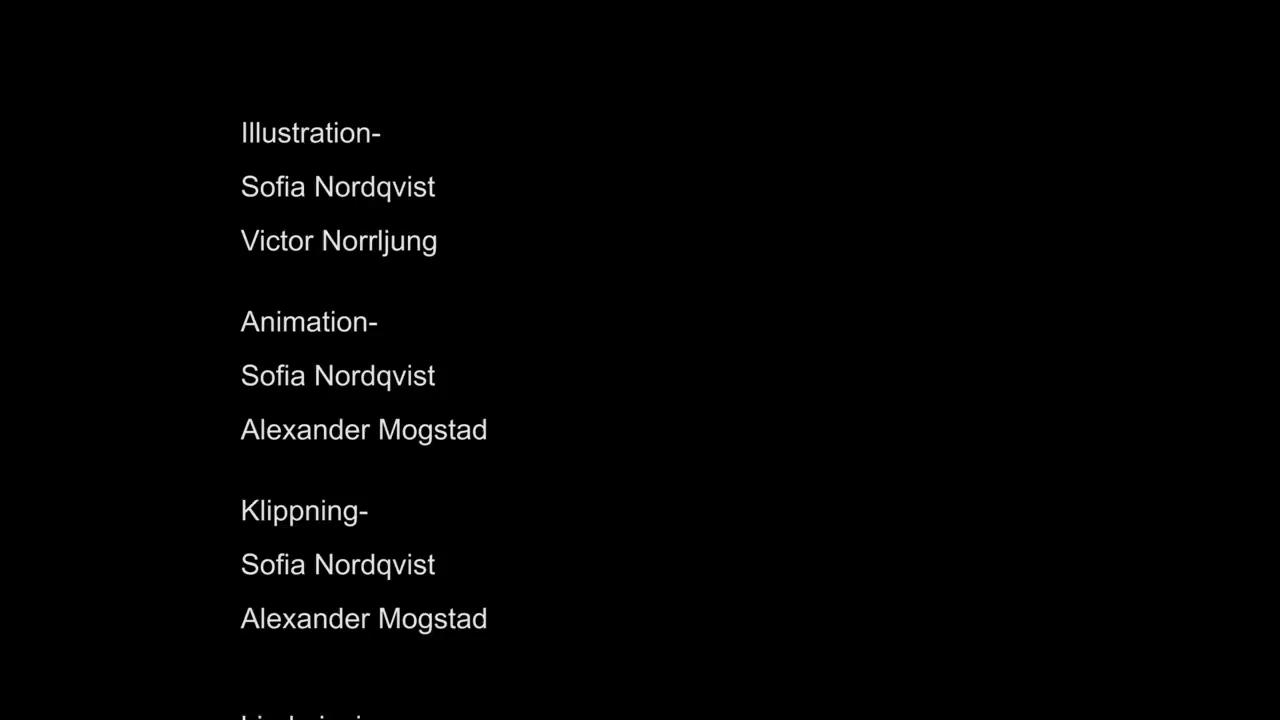 Illustration-
Sofia Nordqvist
Victor Norrljung
Animation-
Sofia Nordqvist
Alexander Mogstad
Klippning-
Sofia Nordqvist
Alexander Mogstad